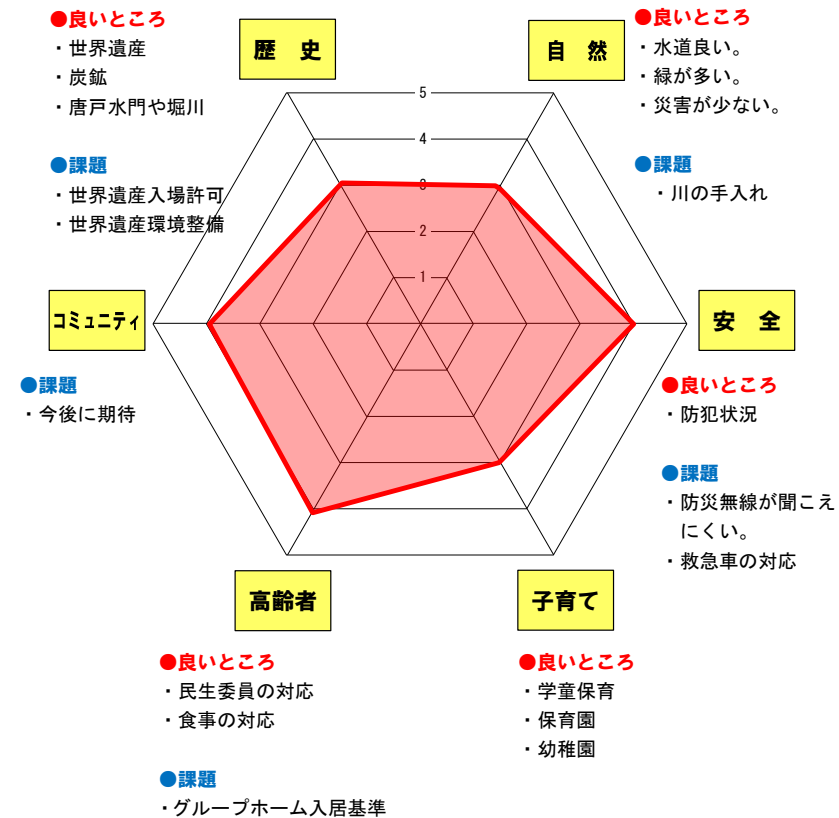 ●良いところ
・世界遺産
・炭鉱
・唐戸水門や堀川
●課題
・世界遺産入場許可
・世界遺産環境整備
歴　史
自　然
●良いところ
・水道良い。
・緑が多い。
・災害が少ない。
●課題
・川の手入れ
5
4
3
2
1
コミュニティ
●課題
・今後に期待
安　全
●良いところ
・防犯状況
●課題
・防災無線が聞こえ
にくい。
・救急車の対応
高齢者
●良いところ
・民生委員の対応
・食事の対応
●課題
・グループホーム入居基準
子育て
●良いところ
・学童保育
・保育園
・幼稚園